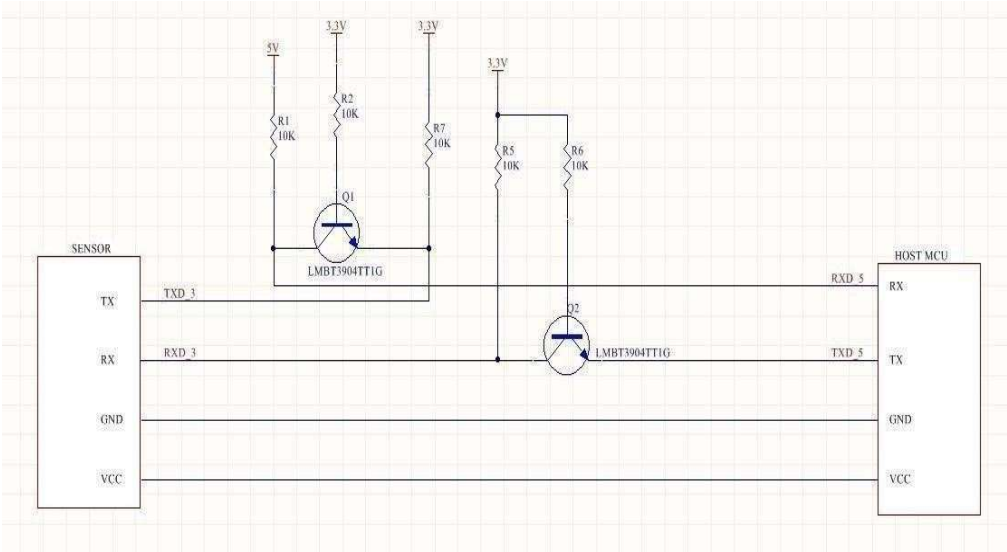 3.3V
3.3V
5V
3.3V
R2
10K
R1
10K
R7
10K
R5
10K
R6
10K
Q1
SENSOR
LMBT3904TT1G
HOST MCU
TX
TXD_3
RXD_5
RX
Q2
RX
RXD_3
LMBT3904TT1G
TXD_5
TX
GND
GND
VCC
VCC